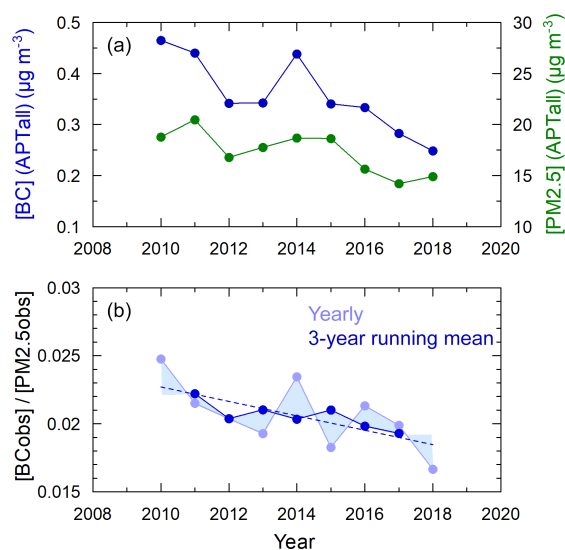 (a)
[BC] (APTall) (µg m-3)
0.5
0.4
0.3
0.2
0.1
30
25
20
15
10
[PM2.5] (APTall) (µg m-3)
2008 2010 2012 2014 2016 2018 2020
(b)
Yearly
3-year running mean
[BCobs] / [PM2.5obs]
0.03
0.025
0.02
0.015
2008 2010 2012 2014 2016 2018 2020
Year